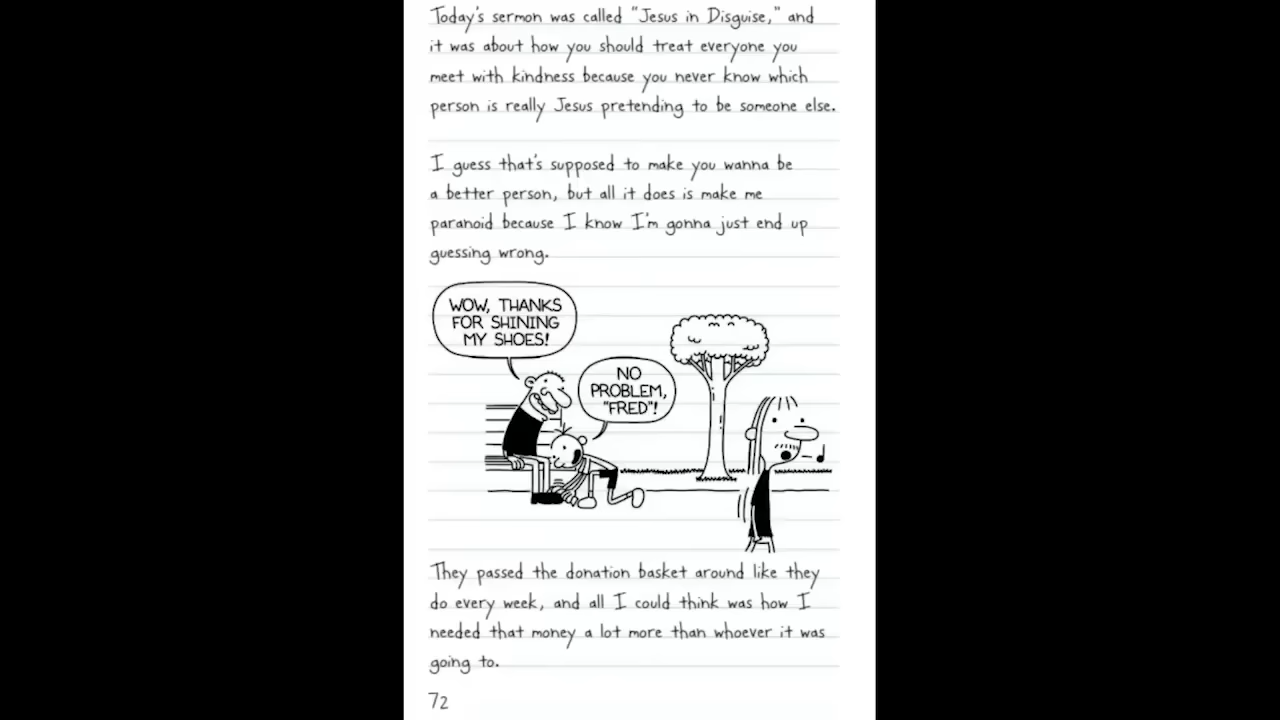 Today's sermon was called "Jesus in Disguise," and
it was about how you should treat everyone you
meet with kindness because you never know which
person is really Jesus pretending to be someone else.
I guess that's supposed to make you wanna be
a better person, but all it does is make me
paranoid because I know I'm gonna just end up
guessing wrong.
WOW, THANKS
FOR SHINING
MY SHOES!
NO
PROBLEM,
"FRED"!
They passed the donation basket around like they
do every week, and all I could think was how I
needed that money a lot more than whoever it was
going to.
72